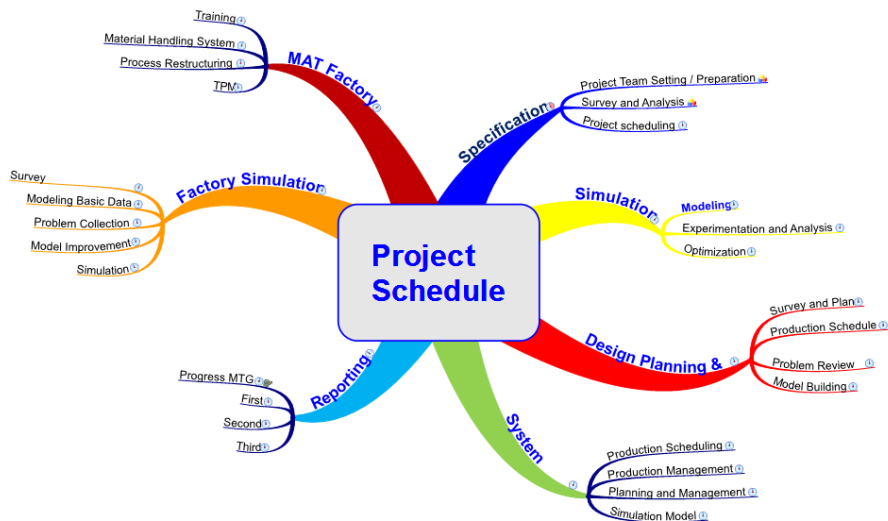 Project
Schedule
Specification
Project Team Setting / Preparation
Survey and Analysis
Project scheduling
Simulation
Modeling
Experimentation and Analysis
Optimization
Design Planning &
Survey and Plan
Production Schedule
Problem Review
Model Building
System
Production Scheduling
Production Management
Planning and Management
Simulation Model
Reporting
Progress MTG
First
Second
Third
Factory Simulation
Survey
Modeling Basic Data
Problem Collection
Model Improvement
Simulation
MAT Factory
Training
Material Handling System
Process Restructuring
TPM